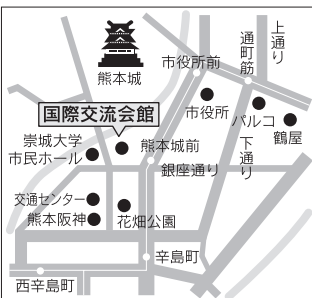 熊本城
市役所前
通町筋
上通り
国際交流会館
市役所
パルコ
鶴屋
崇城大学
市民ホール
熊本城前
銀座通り
下通り
交通センター
熊本阪神
花畑公園
辛島町
西辛島町